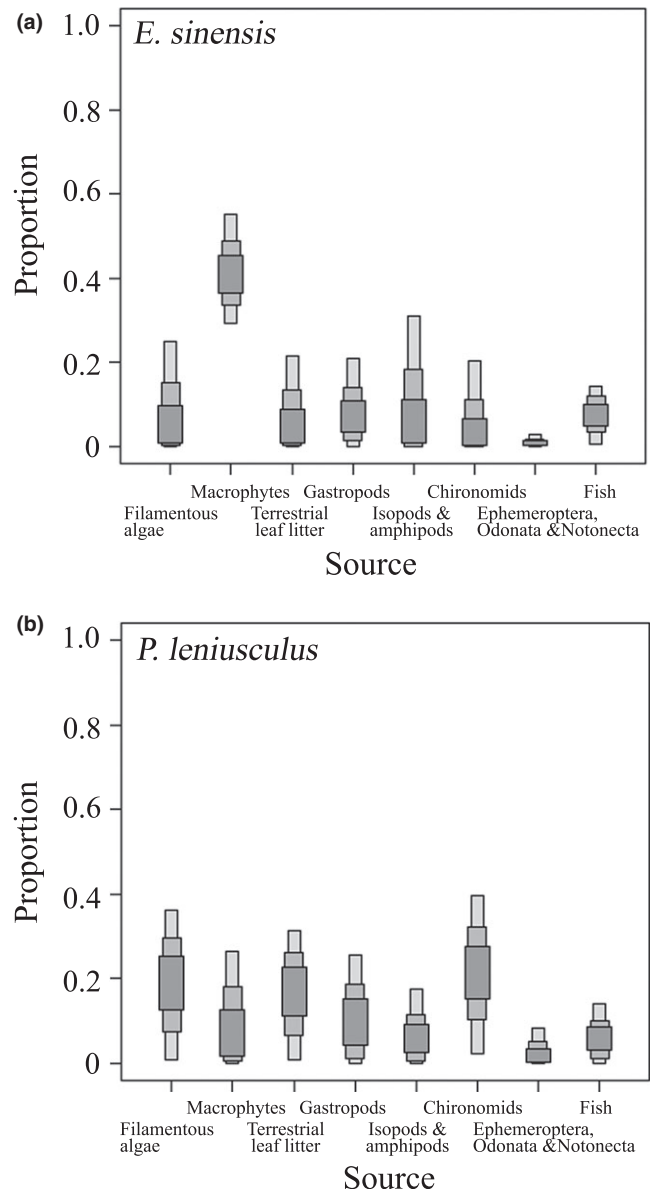 (a)
E. sinensis
1.0
0.8
0.6
0.4
0.2
0
Proportion
Macrophytes Gastropods Chironomids Fish
Filamentous Terrestrial Isopods & Ephemeroptera,
algae leaf litter amphipods Odonata &Notonecta
Source
(b)
P. leniusculus
1.0
0.8
0.6
0.4
0.2
0
Proportion
Macrophytes Gastropods Chironomids Fish
Filamentous Terrestrial Isopods & Ephemeroptera,
algae leaf litter amphipods Odonata &Notonecta
Source